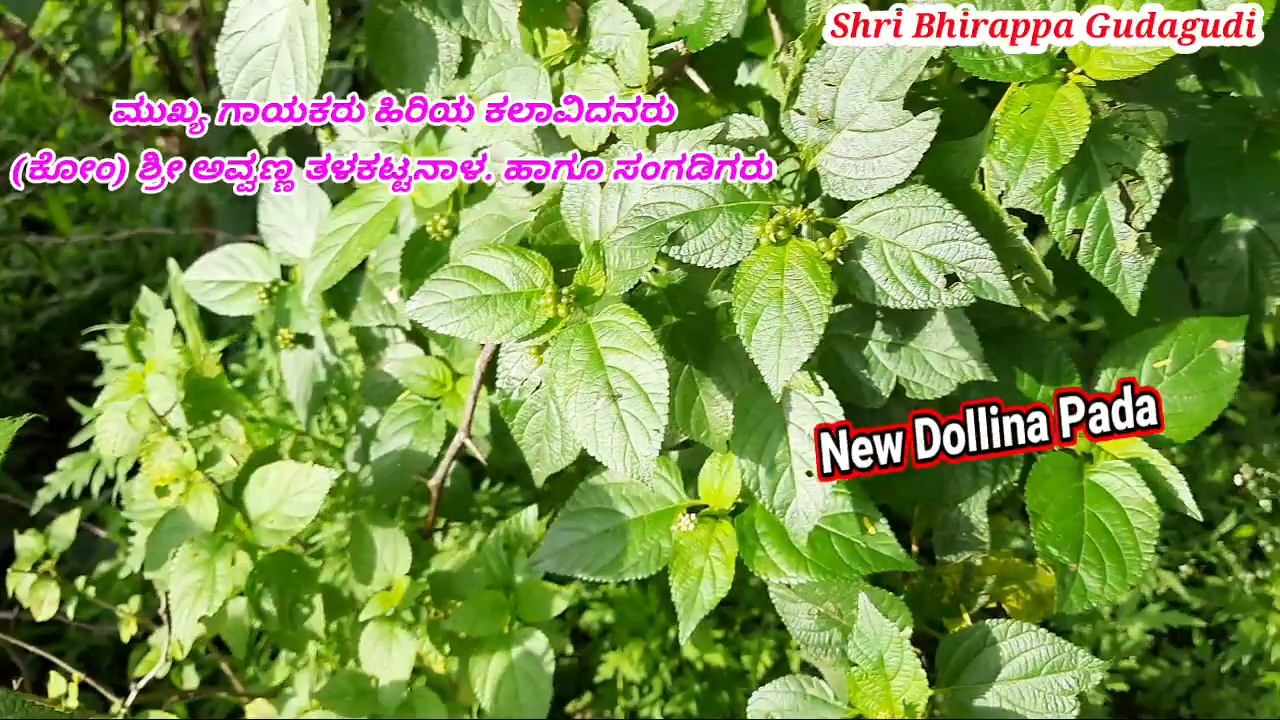 Shri Bhirappa Gudagudi
ಮುಖ್ಯ ಗಾಯಕರು ಹಿರಿಯ ಕಲಾವಿದನರು
(ಕೋಂ) ಶ್ರೀ ಅವ್ವಣ್ಣ ತಳಕಟ್ಟನಾಳ. ಹಾಗೂ ಸಂಗಡಿಗರು
New Dollina Pada